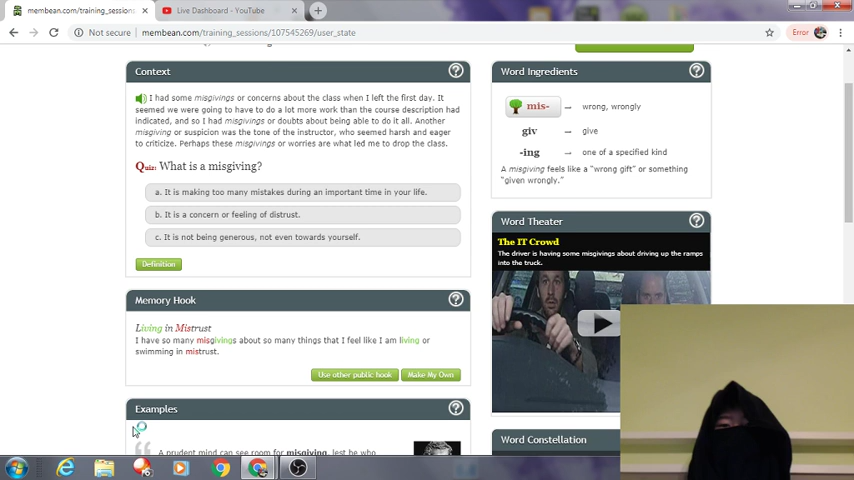 membean.com/training_sessions
Live Dashboard - YouTube
Not secure
membean.com/training_sessions/107545269/user_state
Error
Context
I had some misgivings or concerns about the class when I left the first day. It
seemed we were going to have to do a lot more work than the course description had
indicated, and so I had misgivings or doubts about being able to do it all. Another
misgiving or suspicion was the tone of the instructor, who seemed harsh and eager
to criticize. Perhaps these misgivings or worries are what led me to drop the class.
Quiz: What is a misgiving?
a. It is making too many mistakes during an important time in your life.
b. It is a concern or feeling of distrust.
c. It is not being generous, not even towards yourself.
Definition
Memory Hook
Living in Mistrust
I have so many misgivings about so many things that I feel like I am living or
swimming in mistrust.
Use other public hook
Make My Own
Examples
A prudent mind can see room for misgiving, lest he who
Word Ingredients
mis- → wrong, wrongly
giv → give
-ing → one of a specified kind
A misgiving feels like a "wrong gift" or something
"given wrongly."
Word Theater
The IT Crowd
The driver is having some misgivings about driving up the ramps
into the truck.
Word Constellation